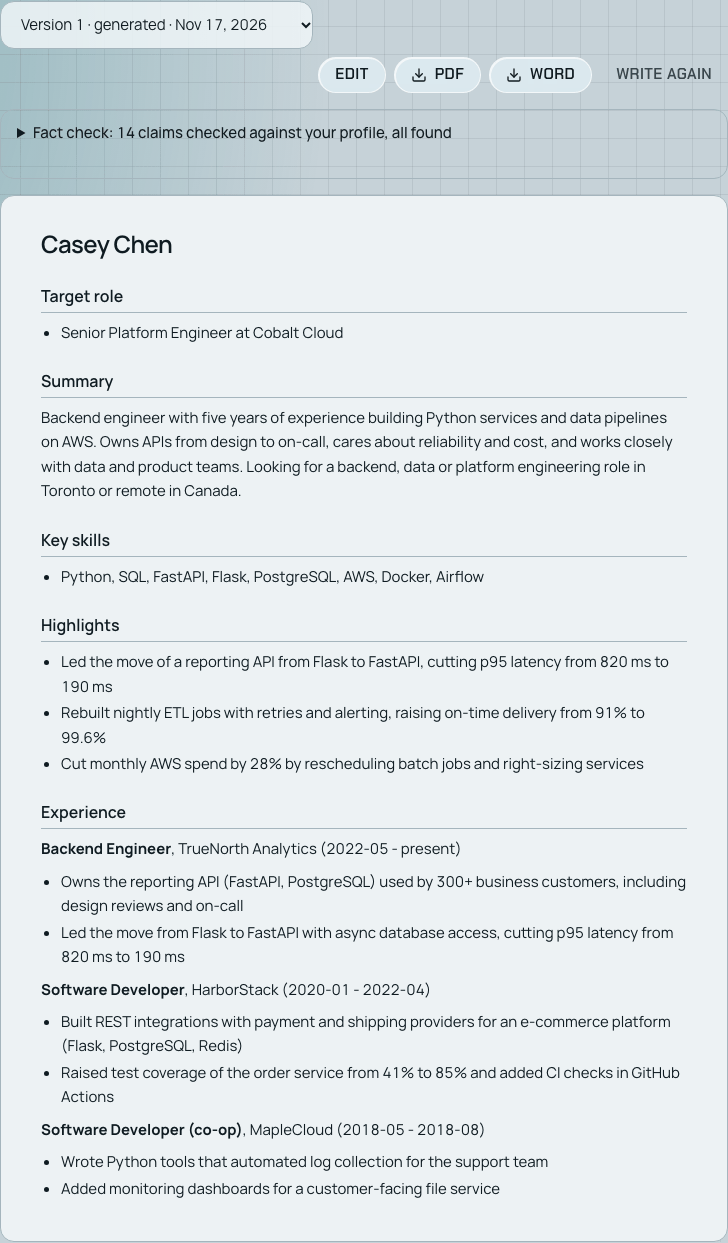 Version 1 · generated · Nov 17, 2026
EDIT
PDF
WORD
WRITE AGAIN
Fact check: 14 claims checked against your profile, all found
Casey Chen
Target role
Senior Platform Engineer at Cobalt Cloud
Summary
Backend engineer with five years of experience building Python services and data pipelines
on AWS. Owns APIs from design to on-call, cares about reliability and cost, and works closely
with data and product teams. Looking for a backend, data or platform engineering role in
Toronto or remote in Canada.
Key skills
Python, SQL, FastAPI, Flask, PostgreSQL, AWS, Docker, Airflow
Highlights
Led the move of a reporting API from Flask to FastAPI, cutting p95 latency from 820 ms to
190 ms
Rebuilt nightly ETL jobs with retries and alerting, raising on-time delivery from 91% to
99.6%
Cut monthly AWS spend by 28% by rescheduling batch jobs and right-sizing services
Experience
Backend Engineer, TrueNorth Analytics (2022-05 - present)
Owns the reporting API (FastAPI, PostgreSQL) used by 300+ business customers, including
design reviews and on-call
Led the move from Flask to FastAPI with async database access, cutting p95 latency from
820 ms to 190 ms
Software Developer, HarborStack (2020-01 - 2022-04)
Built REST integrations with payment and shipping providers for an e-commerce platform
(Flask, PostgreSQL, Redis)
Raised test coverage of the order service from 41% to 85% and added CI checks in GitHub
Actions
Software Developer (co-op), MapleCloud (2018-05 - 2018-08)
Wrote Python tools that automated log collection for the support team
Added monitoring dashboards for a customer-facing file service